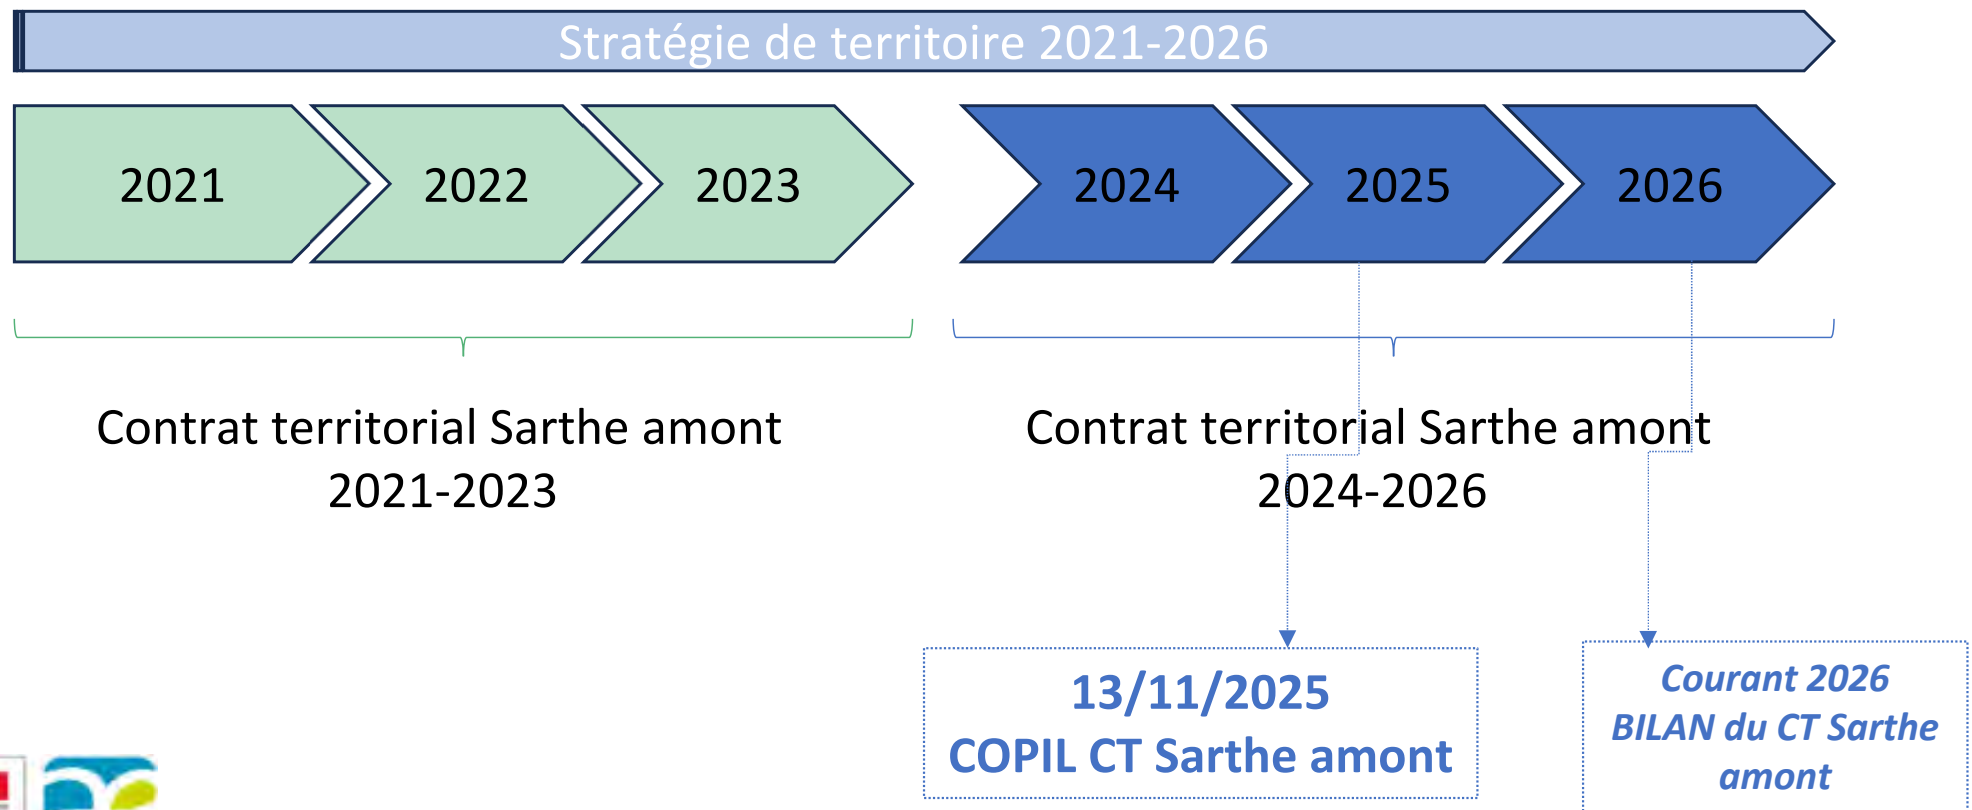 Stratégie de territoire 2021-2026
2021
2022
2023
2024
2025
2026
Contrat territorial Sarthe amont
2021-2023
Contrat territorial Sarthe amont
2024-2026
13/11/2025
COPIL CT Sarthe amont
Courant 2026
BILAN du CT Sarthe
amont